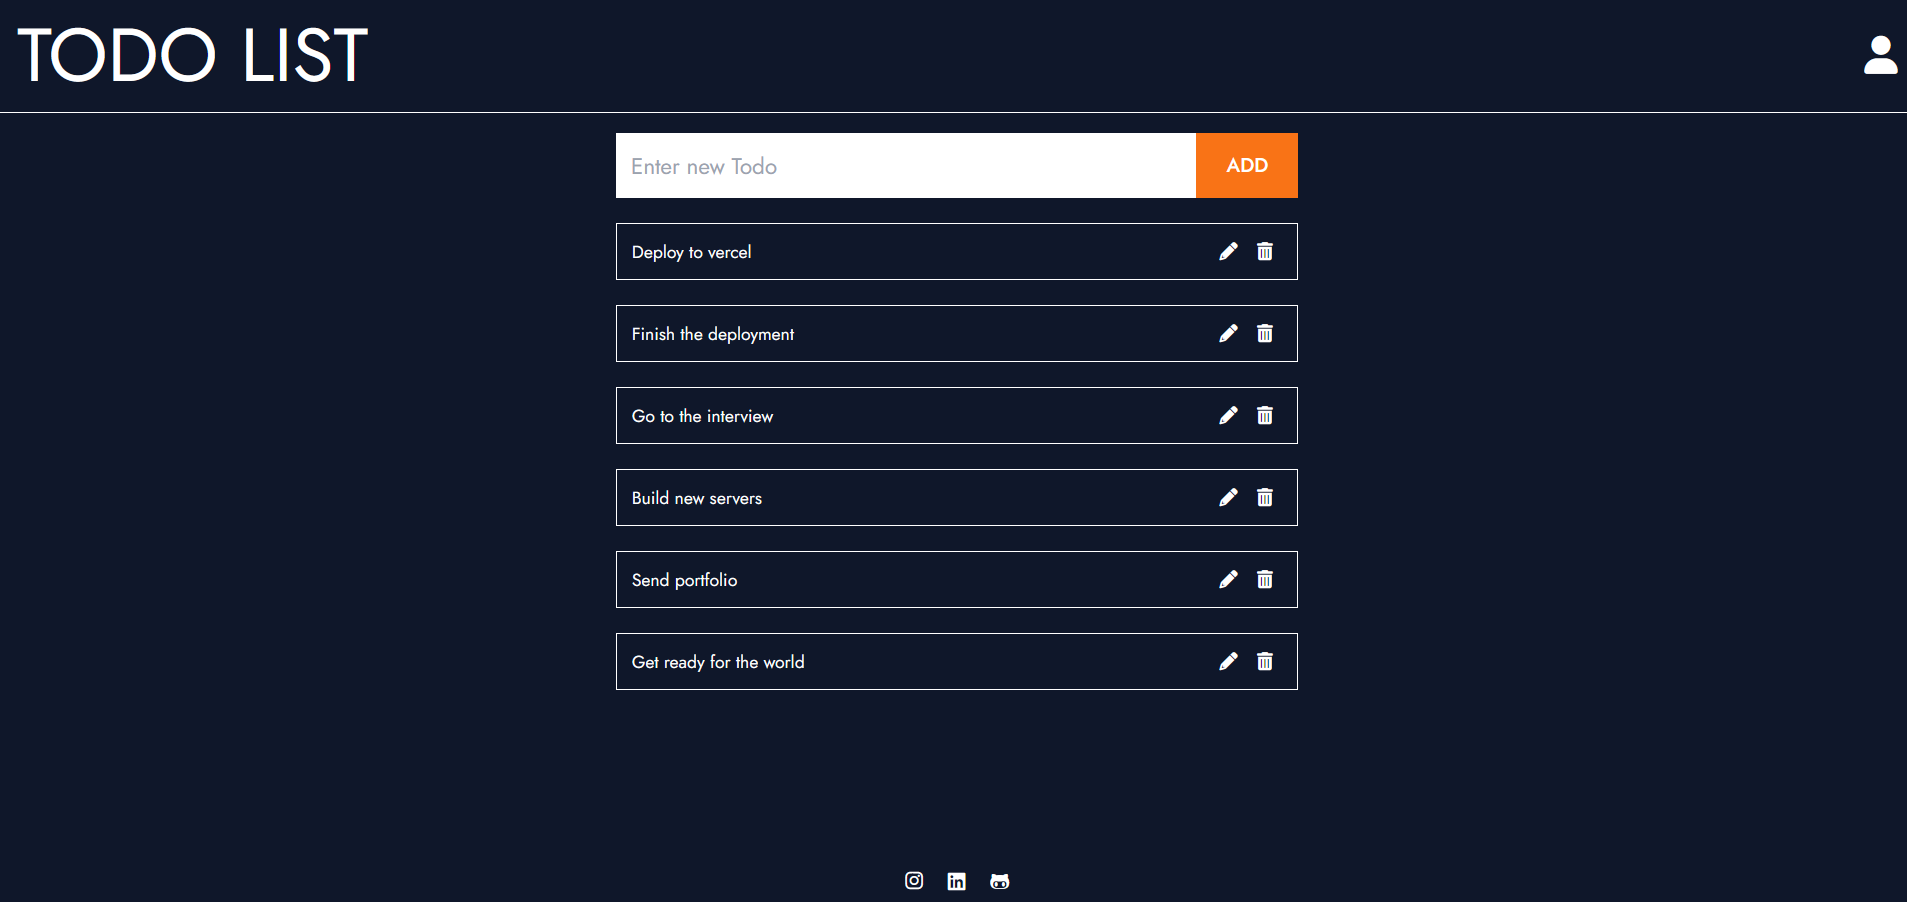 TODO LIST
Enter new Todo
ADD
Deploy to vercel
Finish the deployment
Go to the interview
Build new servers
Send portfolio
Get ready for the world